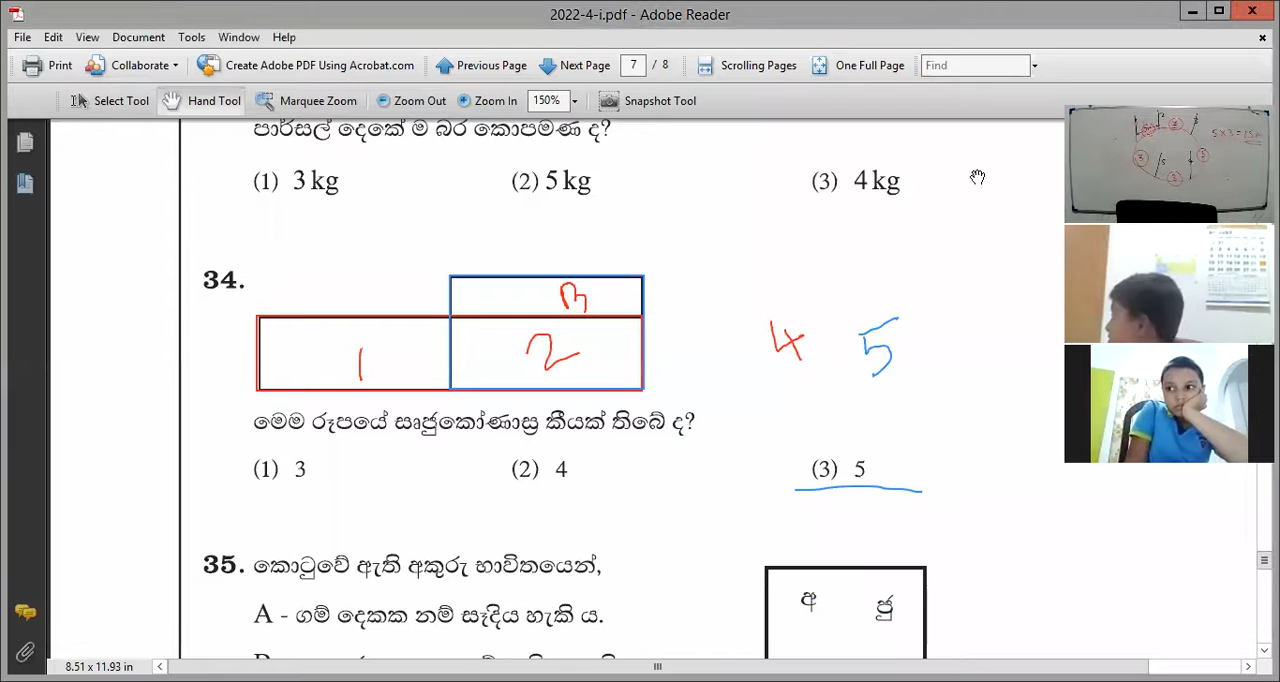 2022-4-i.pdf - Adobe Reader
File Edit View Document Tools Window Help
Print Collaborate Create Adobe PDF Using Acrobat.com Previous Page Next Page 7 / 8 Scrolling Pages One Full Page Find
Select Tool Hand Tool Marquee Zoom Zoom Out Zoom In 150% Snapshot Tool
5 x 3 = 15
පාර්සල් දෙකේ ම බර කොපමණ ද?
(1) 3 kg (2) 5 kg (3) 4 kg
34.
3
1 2 4 5
මෙම රූපයේ සෘජුකෝණාස්‍ර කීයක් තිබේ ද?
(1) 3 (2) 4 (3) 5
35. කොටුවේ ඇති අකුරු භාවිතයෙන්,
අ ජු
A - ගම් දෙකක නම් සෑදිය හැකි ය.
8.51 x 11.93 in